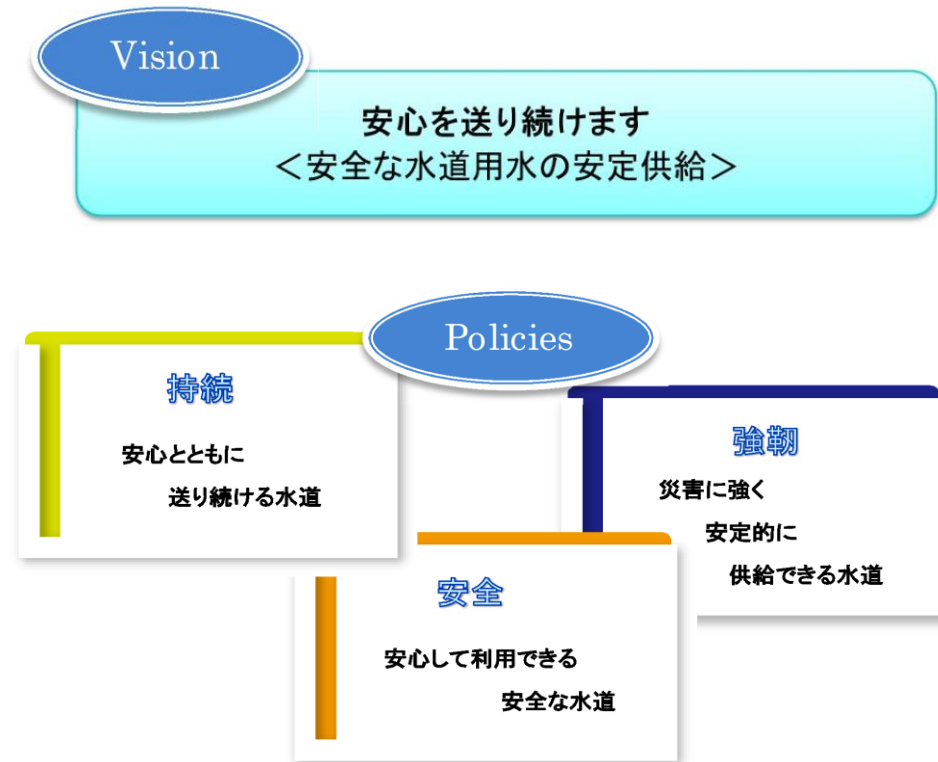 Vision
安心を送り続けます
＜安全な水道用水の安定供給＞
Policies
持続
安心とともに
送り続ける水道
強靭
災害に強く
安定的に
供給できる水道
安全
安心して利用できる
安全な水道